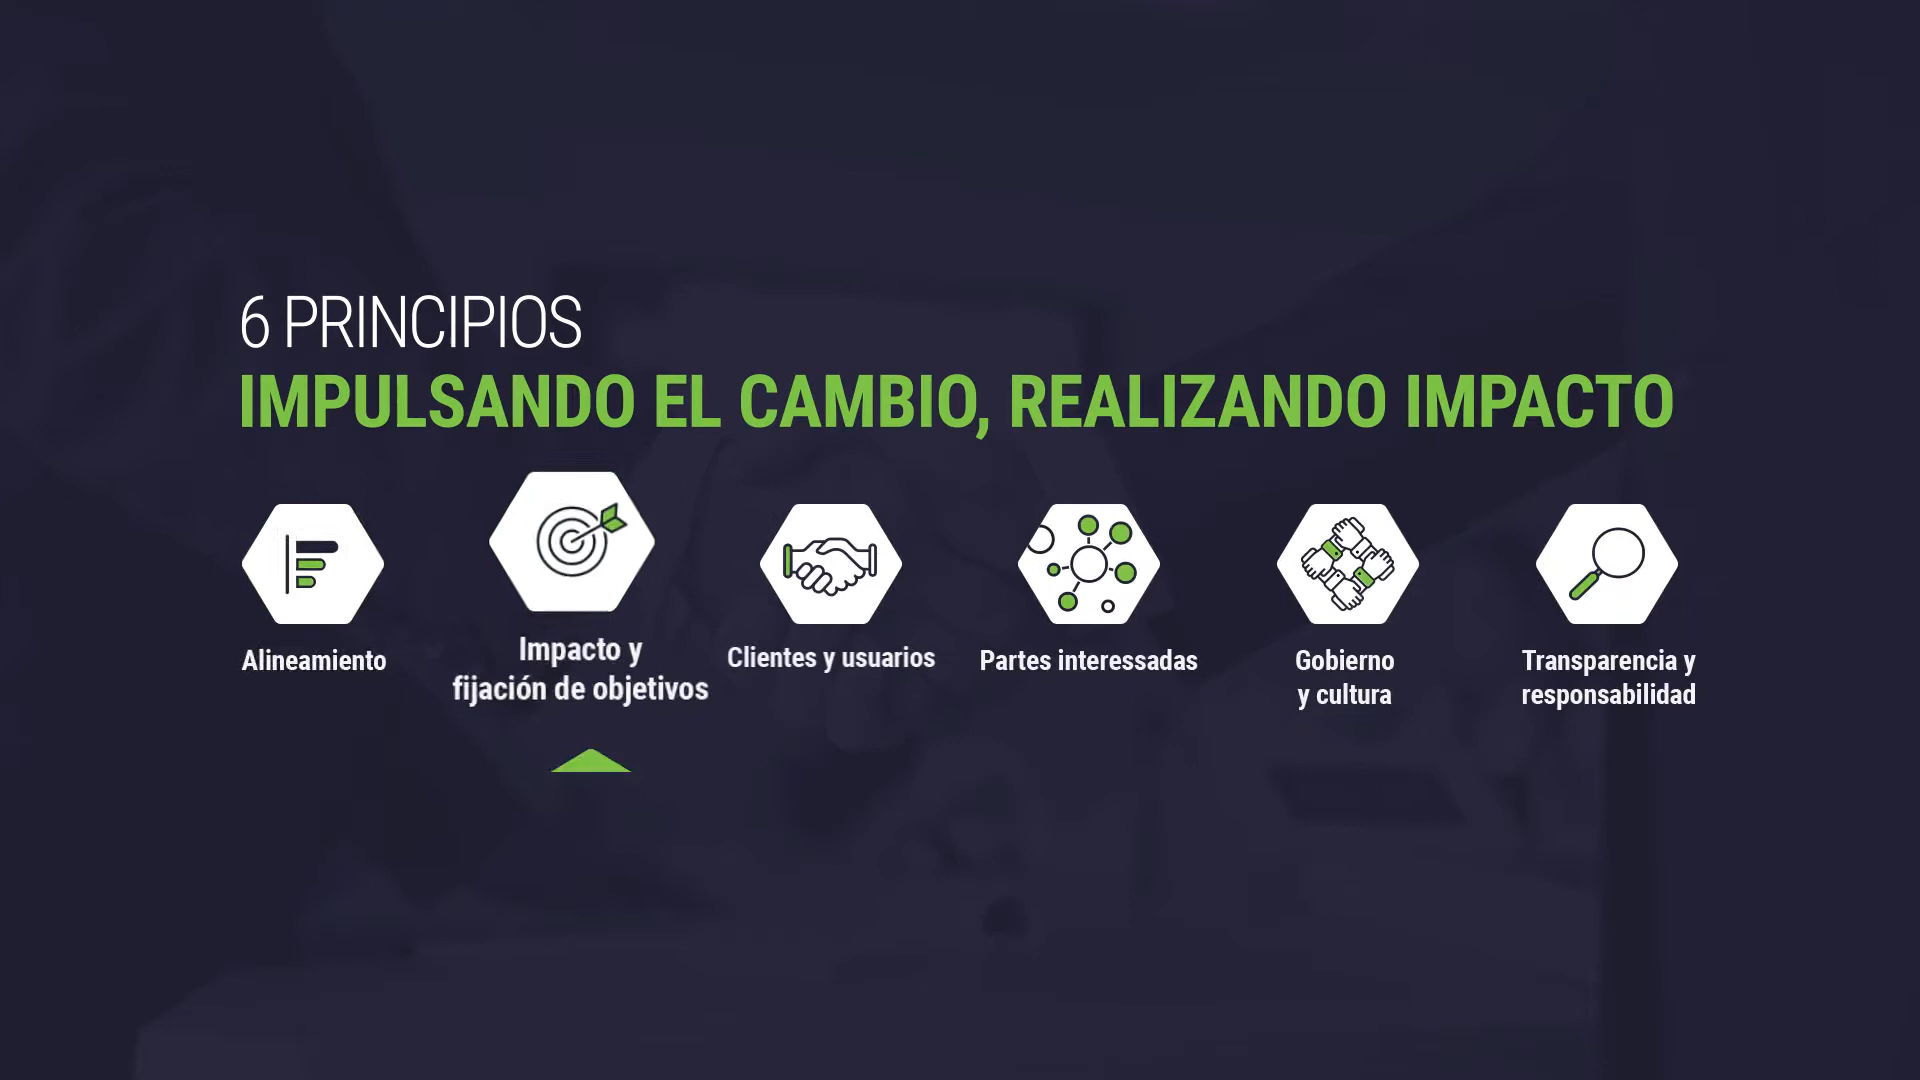 6 PRINCIPIOS
IMPULSANDO EL CAMBIO, REALIZANDO IMPACTO
Alineamiento
Impacto y
fijación de objetivos
Clientes y usuarios
Partes interesadas
Gobierno
y cultura
Transparencia y
responsabilidad